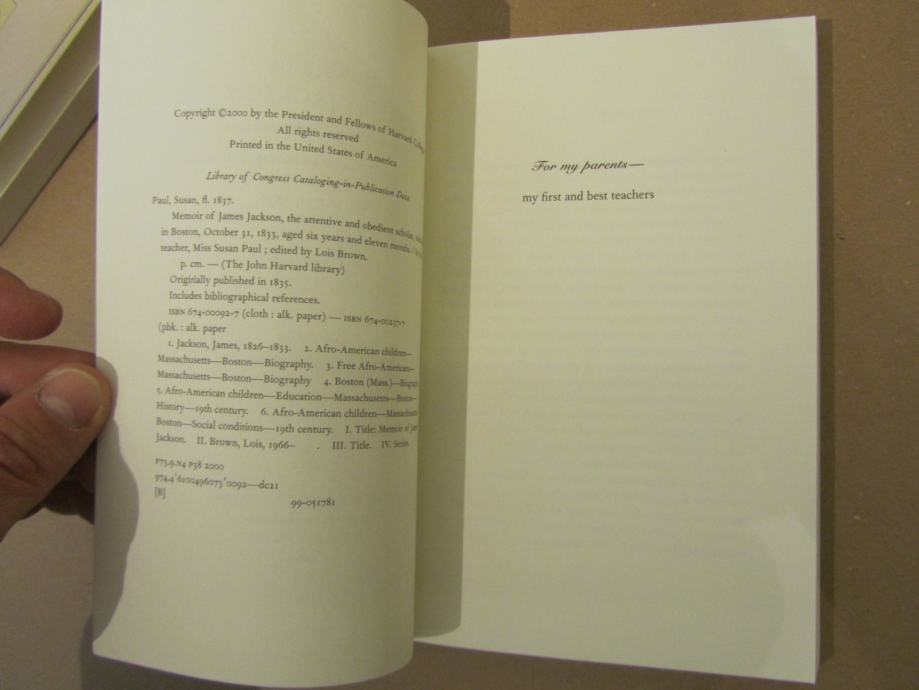 Copyright ©2000 by the President and Fellows of Harvard
All rights reserved
Printed in the United States of America
Library of Congress Cataloging-in-Publication Data
Paul, Susan, fl. 1837.
Memoir of James Jackson, the attentive and obedient scholar,
in Boston, October 31, 1833, aged six years and eleven months /
teacher, Miss Susan Paul ; edited by Lois Brown.
p. cm. — (The John Harvard library)
Originally published in 1835.
Includes bibliographical references.
ISBN 674-00092-7 (cloth : alk. paper) — ISBN 674-00237-7
(pbk. : alk. paper
1. Jackson, James, 1826–1833. 2. Afro-American children—
Massachusetts—Boston—Biography. 3. Free Afro-American—
Massachusetts—Boston—Biography 4. Boston (Mass.)—
5. Afro-American children—Education—Massachusetts—Boston—
History—19th century. 6. Afro-American children—
Boston—Social conditions—19th century. I. Title: Memoir of
Jackson. II. Brown, Lois, 1966– . III. Title. IV. Series.
F73.9.N4 P38 2000
974.4'6100496073'0092—dc21
[B]
99-051781
For my parents—
my first and best teachers